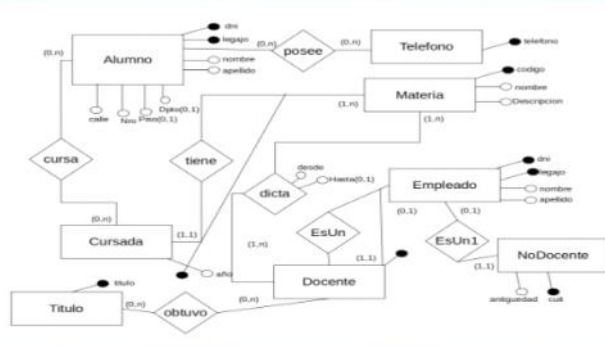 dni
legajo
nombre
apellido
Alumno
(0,n)
(0,n)
posee
(0,n)
Telefono
telefono
calle
Nro
Piso(0,1)
Dpto(0,1)
Materia
codigo
nombre
Descripcion
(1,n)
(1,n)
cursa
tiene
dicta
desde
Hasta(0,1)
Empleado
dni
legajo
nombre
apellido
(0,1)
(0,1)
(0,n)
(1,1)
Cursada
año
(1,n)
EsUn
(1,1)
EsUn1
(1,1)
NoDocente
antiguedad
cuil
Docente
Titulo
titulo
(0,n)
obtuvo
(0,n)